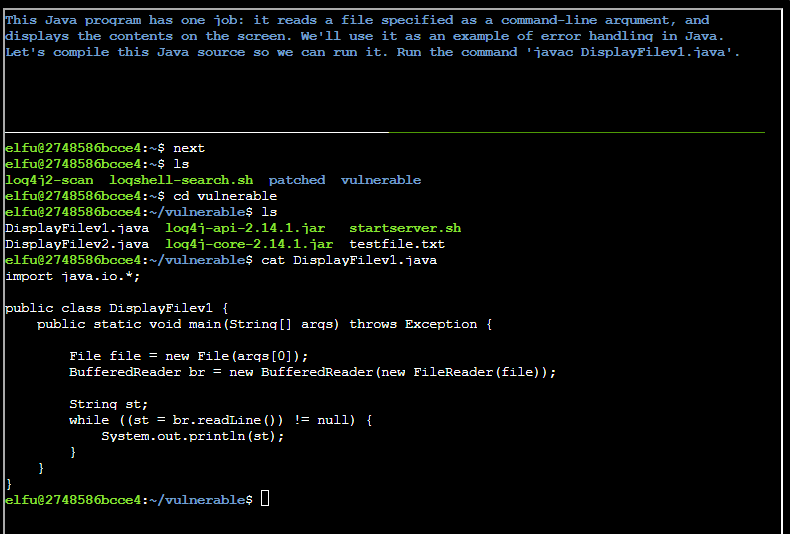 This Java program has one job: it reads a file specified as a command-line argument, and
displays the contents on the screen. We'll use it as an example of error handling in Java.
Let's compile this Java source so we can run it. Run the command 'javac DisplayFilev1.java'.
elfu@2748586bcce4:~$ next
elfu@2748586bcce4:~$ ls
log4j2-scan  logshell-search.sh  patched  vulnerable
elfu@2748586bcce4:~$ cd vulnerable
elfu@2748586bcce4:~/vulnerable$ ls
DisplayFilev1.java  log4j-api-2.14.1.jar   startserver.sh
DisplayFilev2.java  log4j-core-2.14.1.jar  testfile.txt
elfu@2748586bcce4:~/vulnerable$ cat DisplayFilev1.java
import java.io.*;
public class DisplayFilev1 {
    public static void main(String[] args) throws Exception {
        File file = new File(args[0]);
        BufferedReader br = new BufferedReader(new FileReader(file));
        String st;
        while ((st = br.readLine()) != null) {
            System.out.println(st);
        }
    }
}
elfu@2748586bcce4:~/vulnerable$